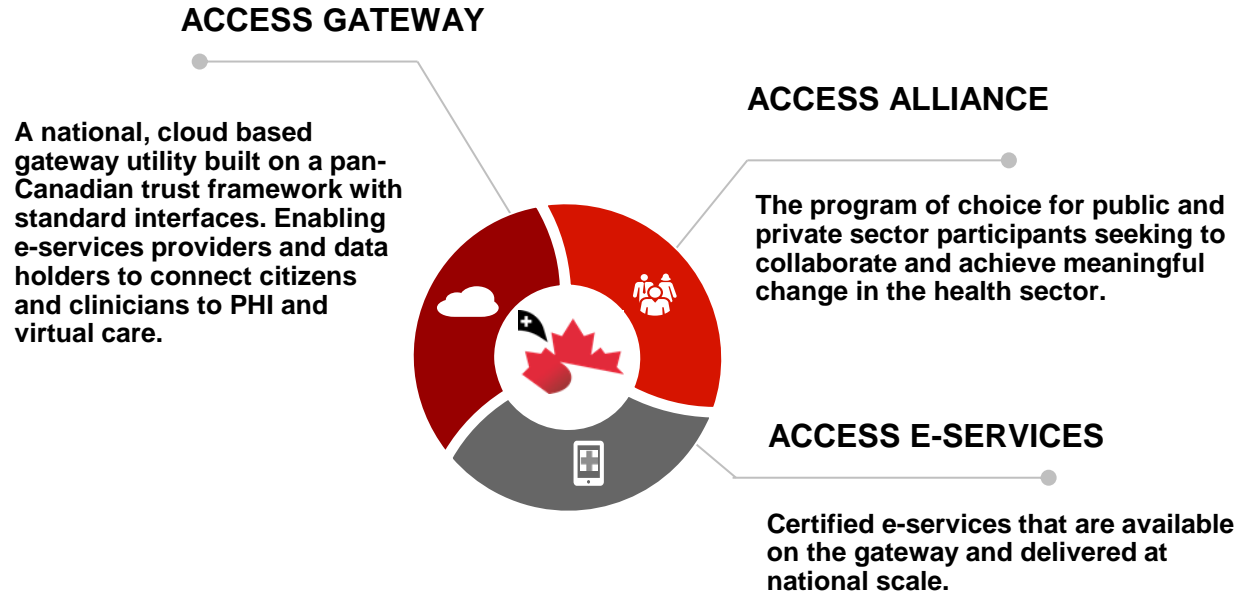 ACCESS GATEWAY
A national, cloud based
gateway utility built on a pan-
Canadian trust framework with
standard interfaces. Enabling
e-services providers and data
holders to connect citizens
and clinicians to PHI and
virtual care.
ACCESS ALLIANCE
The program of choice for public and
private sector participants seeking to
collaborate and achieve meaningful
change in the health sector.
ACCESS E-SERVICES
Certified e-services that are available
on the gateway and delivered at
national scale.